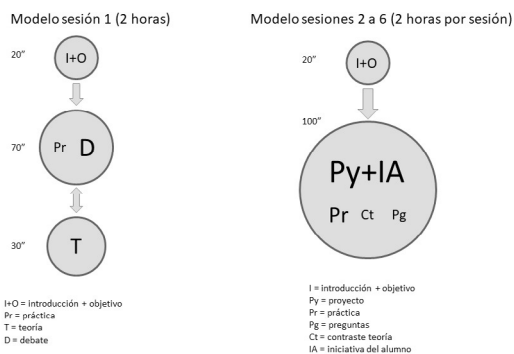 Modelo sesión 1 (2 horas)
20”
I+O
70”
Pr D
30”
T
I+O = introducción + objetivo
Pr = práctica
T = teoría
D = debate
Modelo sesiones 2 a 6 (2 horas por sesión)
20”
I+O
100”
Py+IA
Pr Ct Pg
I = introducción + objetivo
Py = proyecto
Pr = práctica
Pg = preguntas
Ct = contraste teoría
IA = iniciativa del alumno